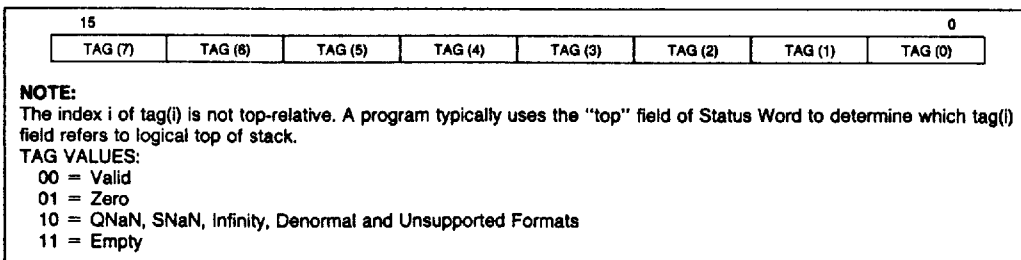 15 0
TAG (7) TAG (6) TAG (5) TAG (4) TAG (3) TAG (2) TAG (1) TAG (0)
NOTE:
The index i of tag(i) is not top-relative. A program typically uses the "top" field of Status Word to determine which tag(i)
field refers to logical top of stack.
TAG VALUES:
00 = Valid
01 = Zero
10 = QNaN, SNaN, Infinity, Denormal and Unsupported Formats
11 = Empty